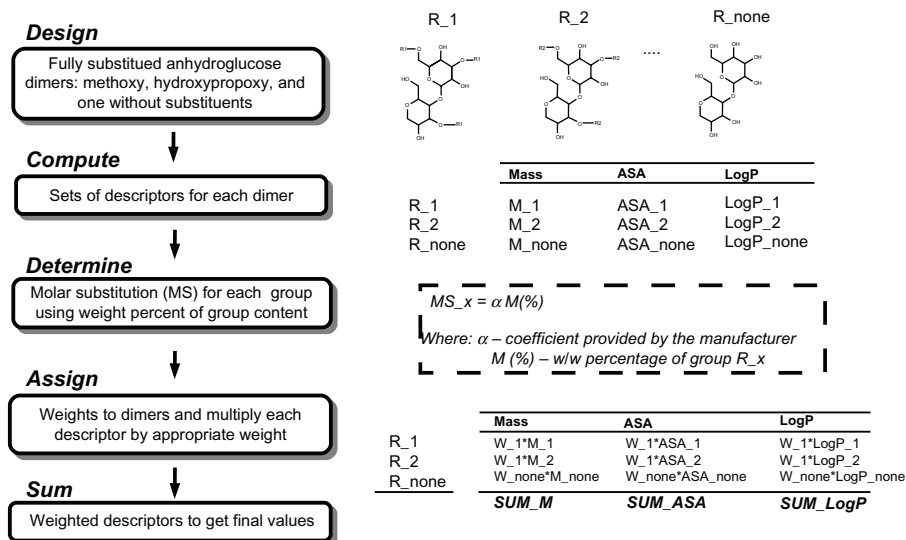 Design
Fully substitued anhydroglucose
dimers: methoxy, hydroxypropoxy, and
one without substituents
Compute
Sets of descriptors for each dimer
Determine
Molar substitution (MS) for each group
using weight percent of group content
Assign
Weights to dimers and multiply each
descriptor by appropriate weight
Sum
Weighted descriptors to get final values
R_1 R_2 .... R_none
Mass ASA LogP
R_1 M_1 ASA_1 LogP_1
R_2 M_2 ASA_2 LogP_2
R_none M_none ASA_none LogP_none
MS_x = α M(%)
Where: α – coefficient provided by the manufacturer
M (%) – w/w percentage of group R_x
Mass ASA LogP
R_1 W_1*M_1 W_1*ASA_1 W_1*LogP_1
R_2 W_1*M_2 W_1*ASA_2 W_1*LogP_2
R_none W_none*M_none W_none*ASA_none W_none*LogP_none
SUM_M SUM_ASA SUM_LogP